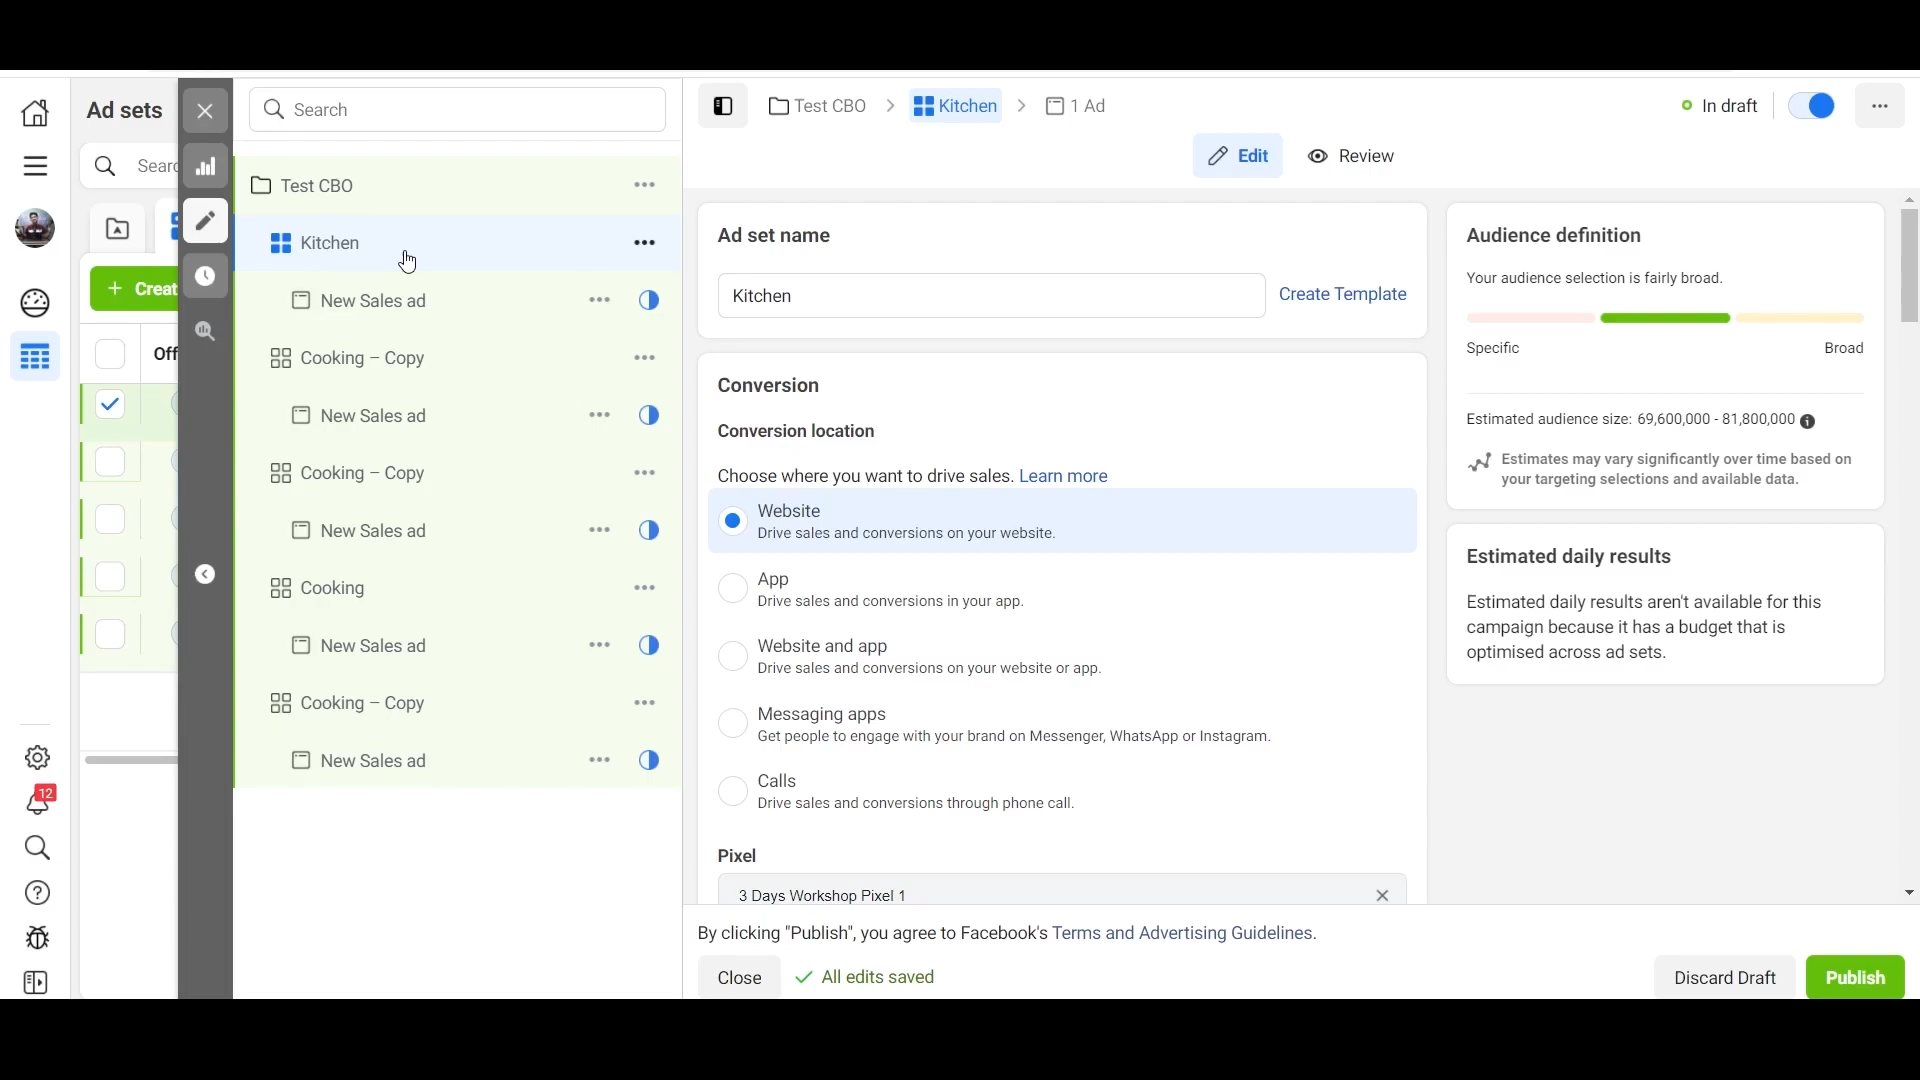 Ad sets
Searc
Creat
Off
12
Search
Test CBO
Kitchen
New Sales ad
Cooking – Copy
New Sales ad
Cooking – Copy
New Sales ad
Cooking
New Sales ad
Cooking – Copy
New Sales ad
Test CBO
Kitchen
1 Ad
In draft
Edit
Review
Ad set name
Kitchen
Create Template
Conversion
Conversion location
Choose where you want to drive sales. Learn more
Website
Drive sales and conversions on your website.
App
Drive sales and conversions in your app.
Website and app
Drive sales and conversions on your website or app.
Messaging apps
Get people to engage with your brand on Messenger, WhatsApp or Instagram.
Calls
Drive sales and conversions through phone call.
Pixel
3 Days Workshop Pixel 1
Audience definition
Your audience selection is fairly broad.
Specific
Broad
Estimated audience size: 69,600,000 - 81,800,000
Estimates may vary significantly over time based on
your targeting selections and available data.
Estimated daily results
Estimated daily results aren't available for this
campaign because it has a budget that is
optimised across ad sets.
By clicking "Publish", you agree to Facebook's Terms and Advertising Guidelines.
Close
All edits saved
Discard Draft
Publish